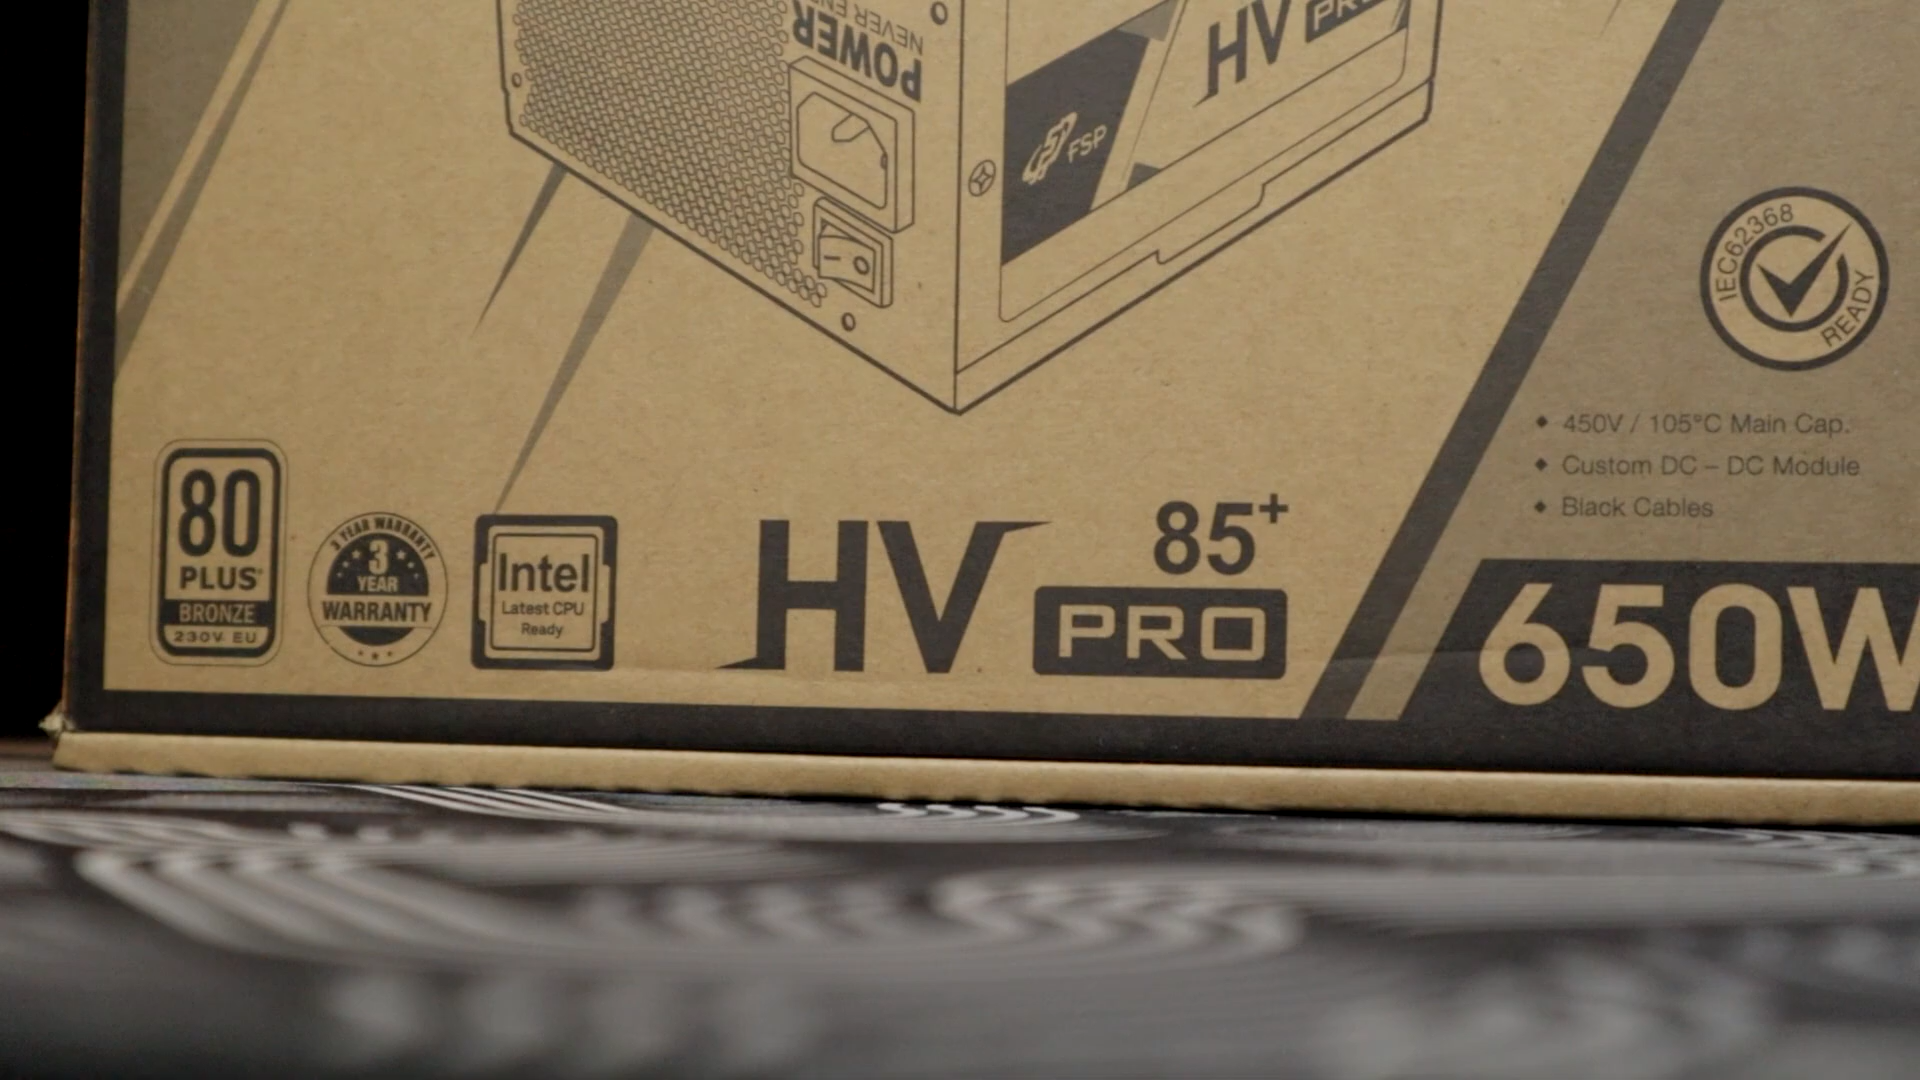 POWER
NEVER EN
HV PRO
FSP
IEC62368
READY
450V / 105°C Main Cap.
Custom DC – DC Module
Black Cables
80
PLUS
BRONZE
230V EU
3 YEAR WARRANTY
3
YEAR
WARRANTY
Intel
Latest CPU
Ready
HV
85+
PRO
650W